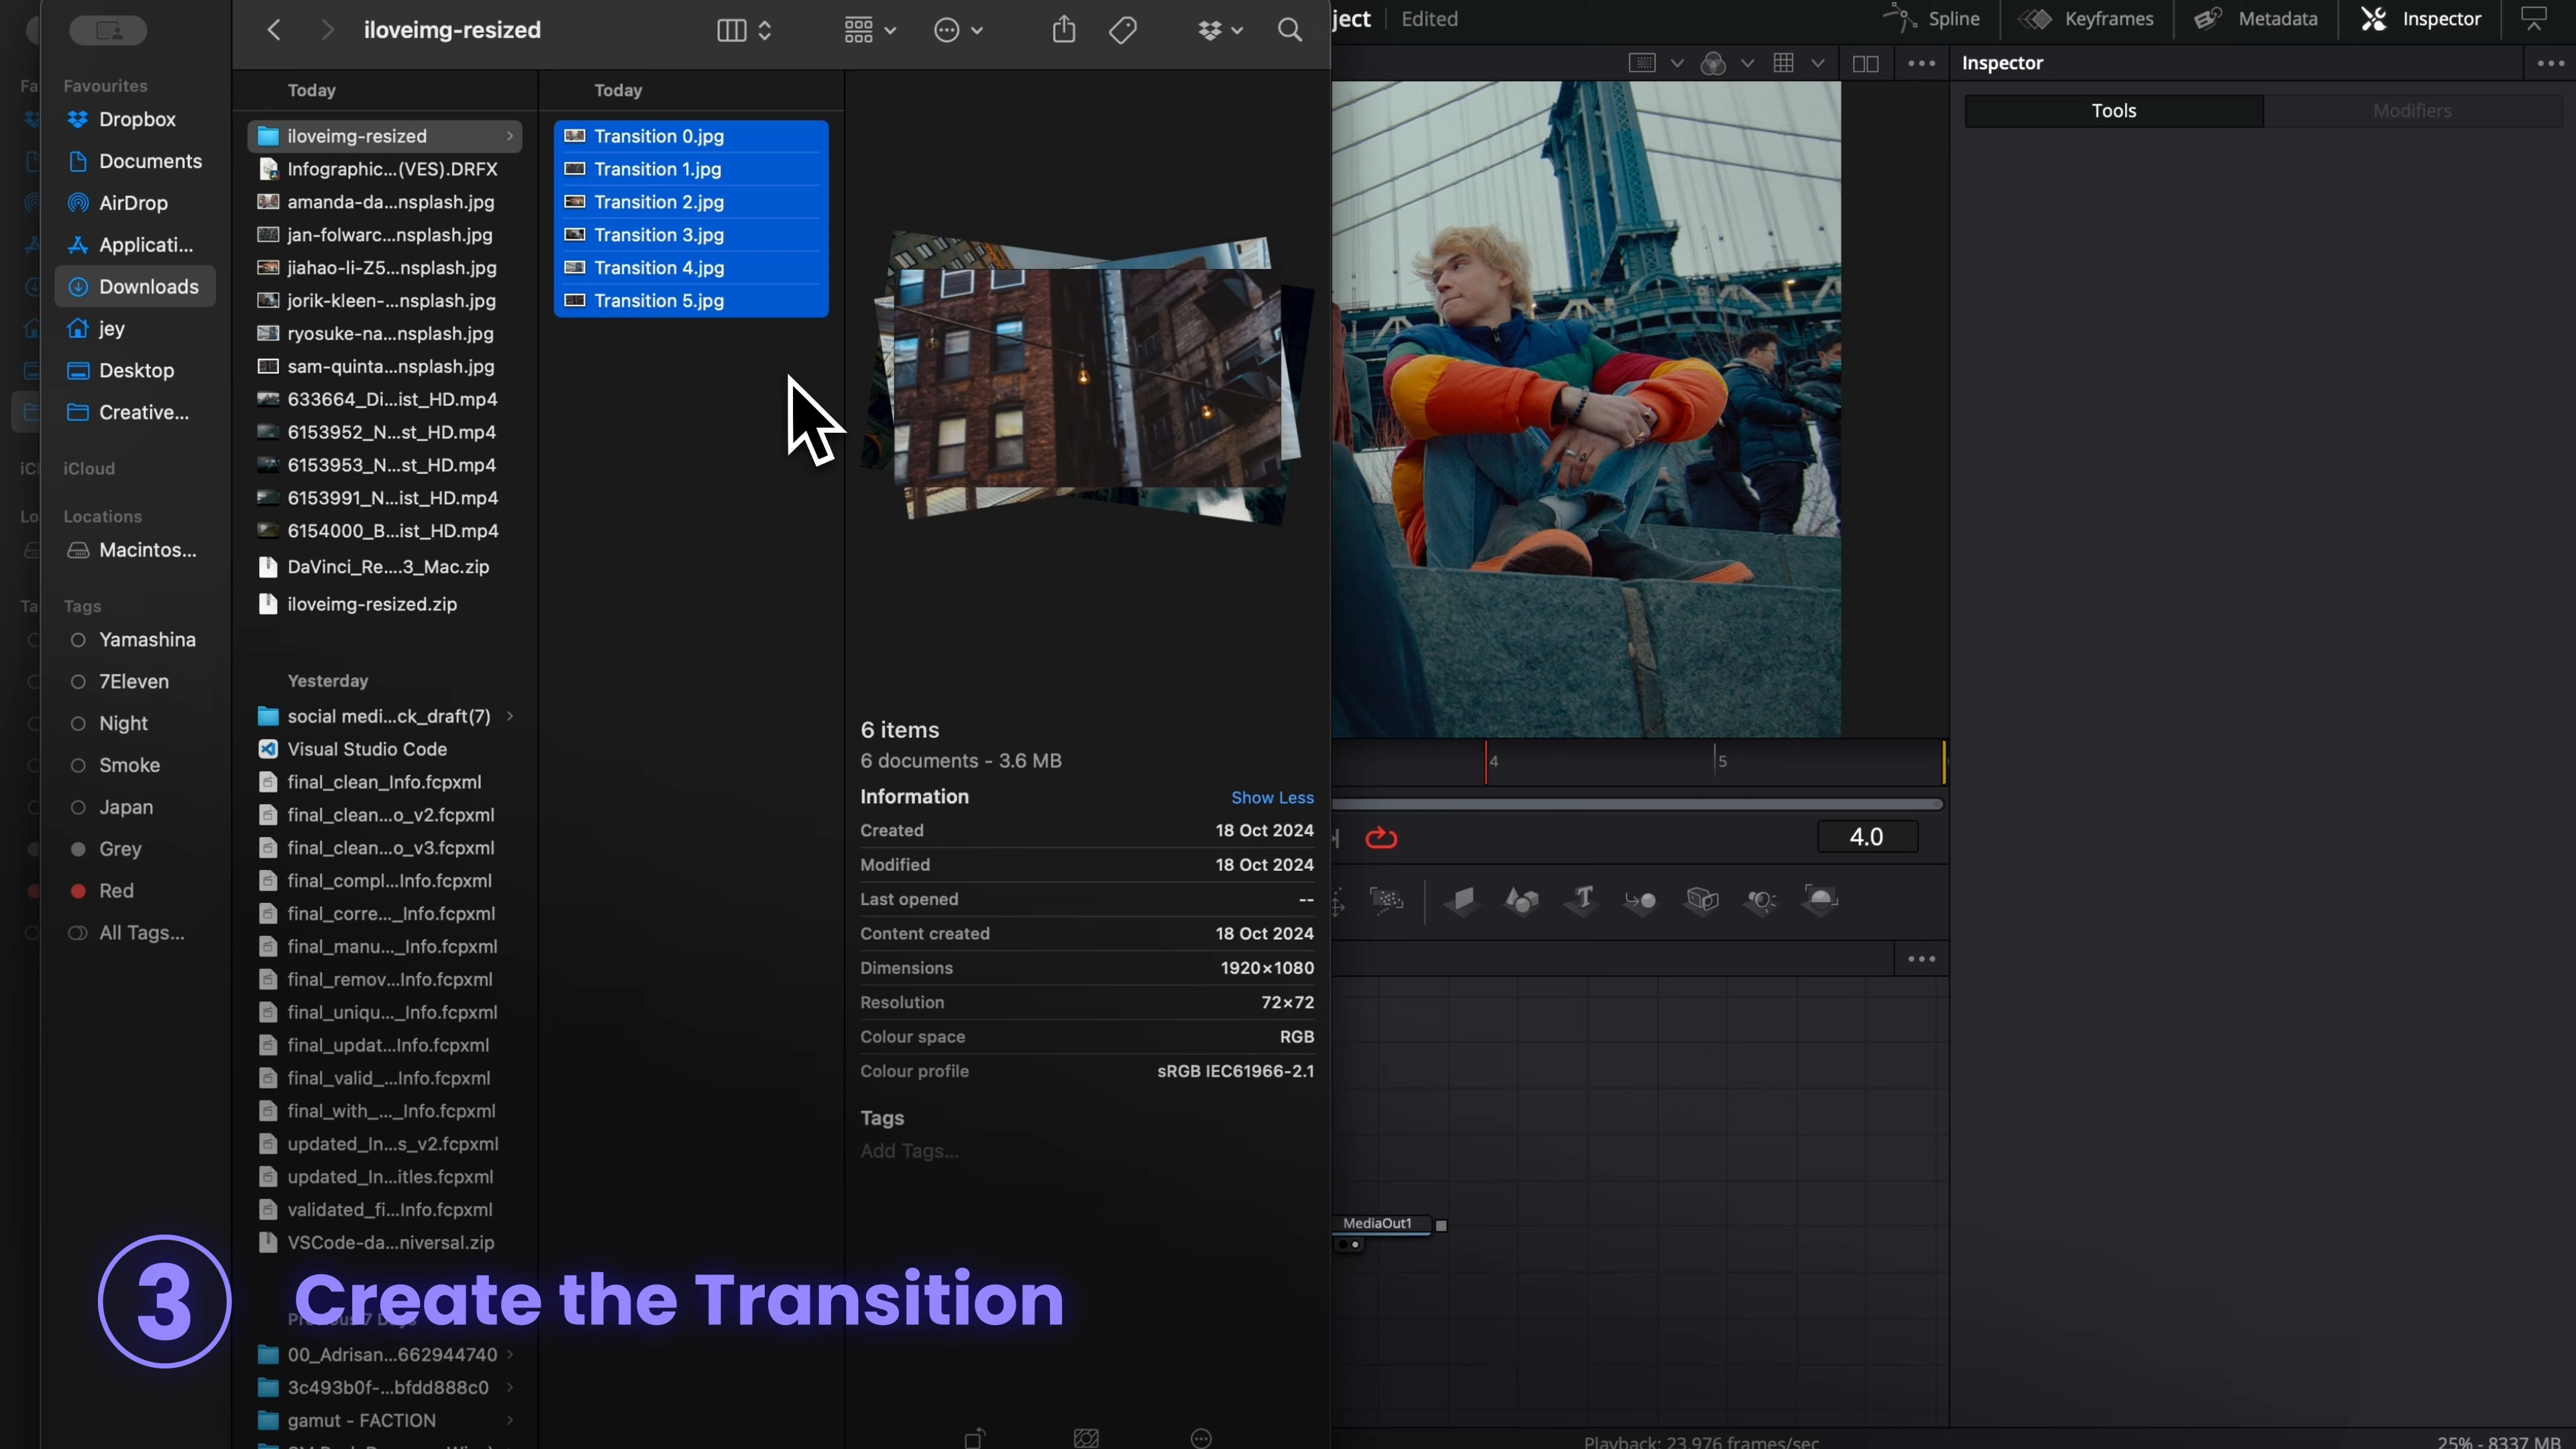 iloveimg-resized
Favourites
Dropbox
Documents
AirDrop
Applicati...
Downloads
jey
Desktop
Creative...
iCloud
Locations
Macintos...
Tags
Yamashina
7Eleven
Night
Smoke
Japan
Grey
Red
All Tags...
Today
iloveimg-resized
Infographic...(VES).DRFX
amanda-da...nsplash.jpg
jan-folwarc...nsplash.jpg
jiahao-li-Z5...nsplash.jpg
jorik-kleen-...nsplash.jpg
ryosuke-na...nsplash.jpg
sam-quinta...nsplash.jpg
633664_Di...ist_HD.mp4
6153952_N...st_HD.mp4
6153953_N...st_HD.mp4
6153991_N...ist_HD.mp4
6154000_B...ist_HD.mp4
DaVinci_Re....3_Mac.zip
iloveimg-resized.zip
Yesterday
social medi...ck_draft(7)
Visual Studio Code
final_clean_Info.fcpxml
final_clean...o_v2.fcpxml
final_clean...o_v3.fcpxml
final_compl...Info.fcpxml
final_corre..._Info.fcpxml
final_manu..._Info.fcpxml
final_remov...Info.fcpxml
final_uniqu..._Info.fcpxml
final_updat...Info.fcpxml
final_valid_...Info.fcpxml
final_with_..._Info.fcpxml
updated_In...s_v2.fcpxml
updated_In...itles.fcpxml
validated_fi...Info.fcpxml
VSCode-da...niversal.zip
Previous 7 Days
00_Adrisan...662944740
3c493b0f-...bfdd888c0
gamut - FACTION
Today
Transition 0.jpg
Transition 1.jpg
Transition 2.jpg
Transition 3.jpg
Transition 4.jpg
Transition 5.jpg
6 items
6 documents - 3.6 MB
Information Show Less
Created 18 Oct 2024
Modified 18 Oct 2024
Last opened --
Content created 18 Oct 2024
Dimensions 1920×1080
Resolution 72×72
Colour space RGB
Colour profile sRGB IEC61966-2.1
Tags
Add Tags...
3 Create the Transition
ject Edited
Spline Keyframes Metadata Inspector
Inspector
Tools Modifiers
4 5
4.0
MediaOut1
Playback: 23.976 frames/sec
25% - 8337 MB